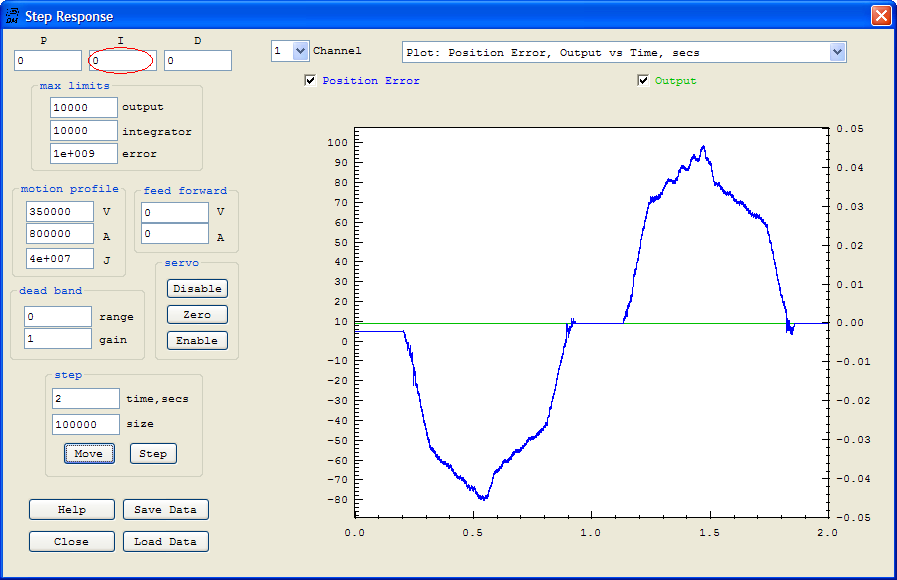 DM Step Response
P I D
0 0 0
1 Channel
Plot: Position Error, Output vs Time, secs
Position Error
Output
max limits
10000 output
10000 integrator
1e+009 error
motion profile
350000 V
800000 A
4e+007 J
feed forward
0 V
0 A
servo
Disable
Zero
Enable
dead band
0 range
1 gain
step
2 time,secs
100000 size
Move Step
Help Save Data
Close Load Data
100
90
80
70
60
50
40
30
20
10
0
-10
-20
-30
-40
-50
-60
-70
-80
0.05
0.04
0.03
0.02
0.01
0.00
-0.01
-0.02
-0.03
-0.04
-0.05
0.0 0.5 1.0 1.5 2.0